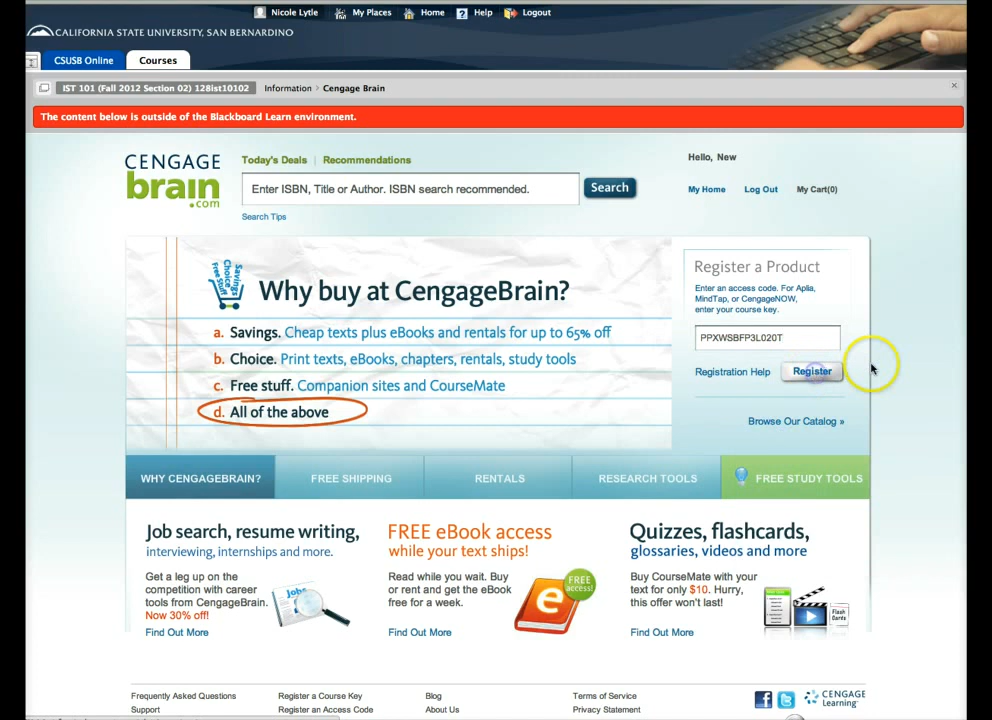 Nicole Lytle My Places Home Help Logout
CALIFORNIA STATE UNIVERSITY, SAN BERNARDINO
CSUSB Online Courses
IST 101 (Fall 2012 Section 02) 128ist10102 Information > Cengage Brain
The content below is outside of the Blackboard Learn environment.
CENGAGE
brain
.com
Today's Deals | Recommendations
Enter ISBN, Title or Author. ISBN search recommended.
Search
Search Tips
Hello, New
My Home Log Out My Cart(0)
Free Stuff
Choice
Savings
Why buy at CengageBrain?
a. Savings. Cheap texts plus eBooks and rentals for up to 65% off
b. Choice. Print texts, eBooks, chapters, rentals, study tools
c. Free stuff. Companion sites and CourseMate
d. All of the above
Register a Product
Enter an access code. For Aplia,
MindTap, or CengageNOW,
enter your course key.
PPXWSBFP3L020T
Registration Help Register
Browse Our Catalog »
WHY CENGAGEBRAIN? FREE SHIPPING RENTALS RESEARCH TOOLS FREE STUDY TOOLS
Job search, resume writing,
interviewing, internships and more.
Get a leg up on the
competition with career
tools from CengageBrain.
Now 30% off!
Find Out More
Jobs
FREE eBook access
while your text ships!
Read while you wait. Buy
or rent and get the eBook
free for a week.
Find Out More
e
FREE
access!
Quizzes, flashcards,
glossaries, videos and more
Buy CourseMate with your
text for only $10. Hurry,
this offer won't last!
Find Out More
Flash
Cards
Frequently Asked Questions Register a Course Key Blog Terms of Service
Support Register an Access Code About Us Privacy Statement
CENGAGE
Learning